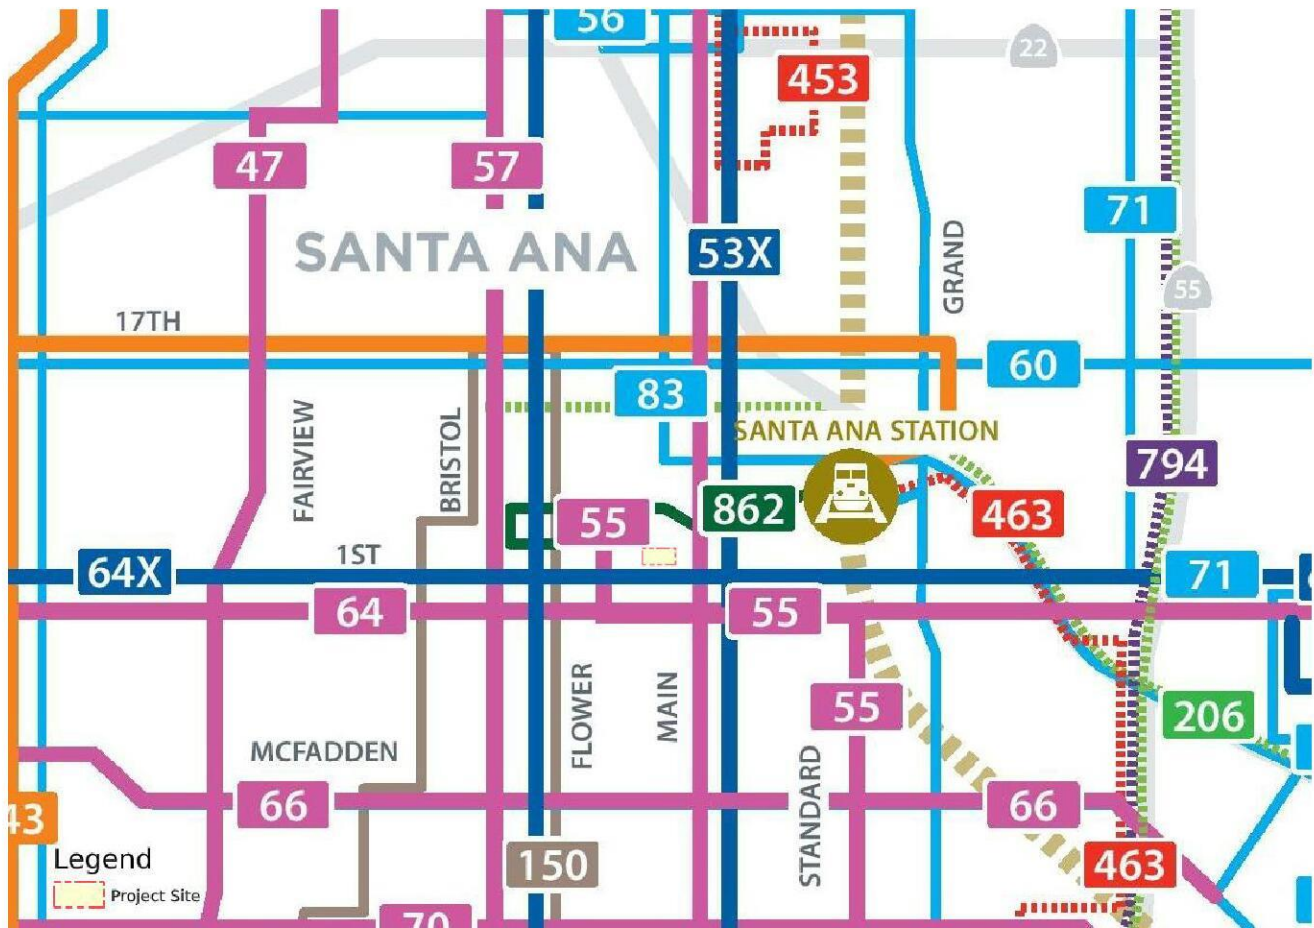 56
22
453
47
57
71
SANTA ANA
53X
GRAND
55
17TH
60
83
FAIRVIEW
BRISTOL
SANTA ANA STATION
794
862
463
55
1ST
64X
71
64
55
FLOWER
MAIN
55
206
MCFADDEN
STANDARD
66
66
43
Legend
150
463
Project Site
70